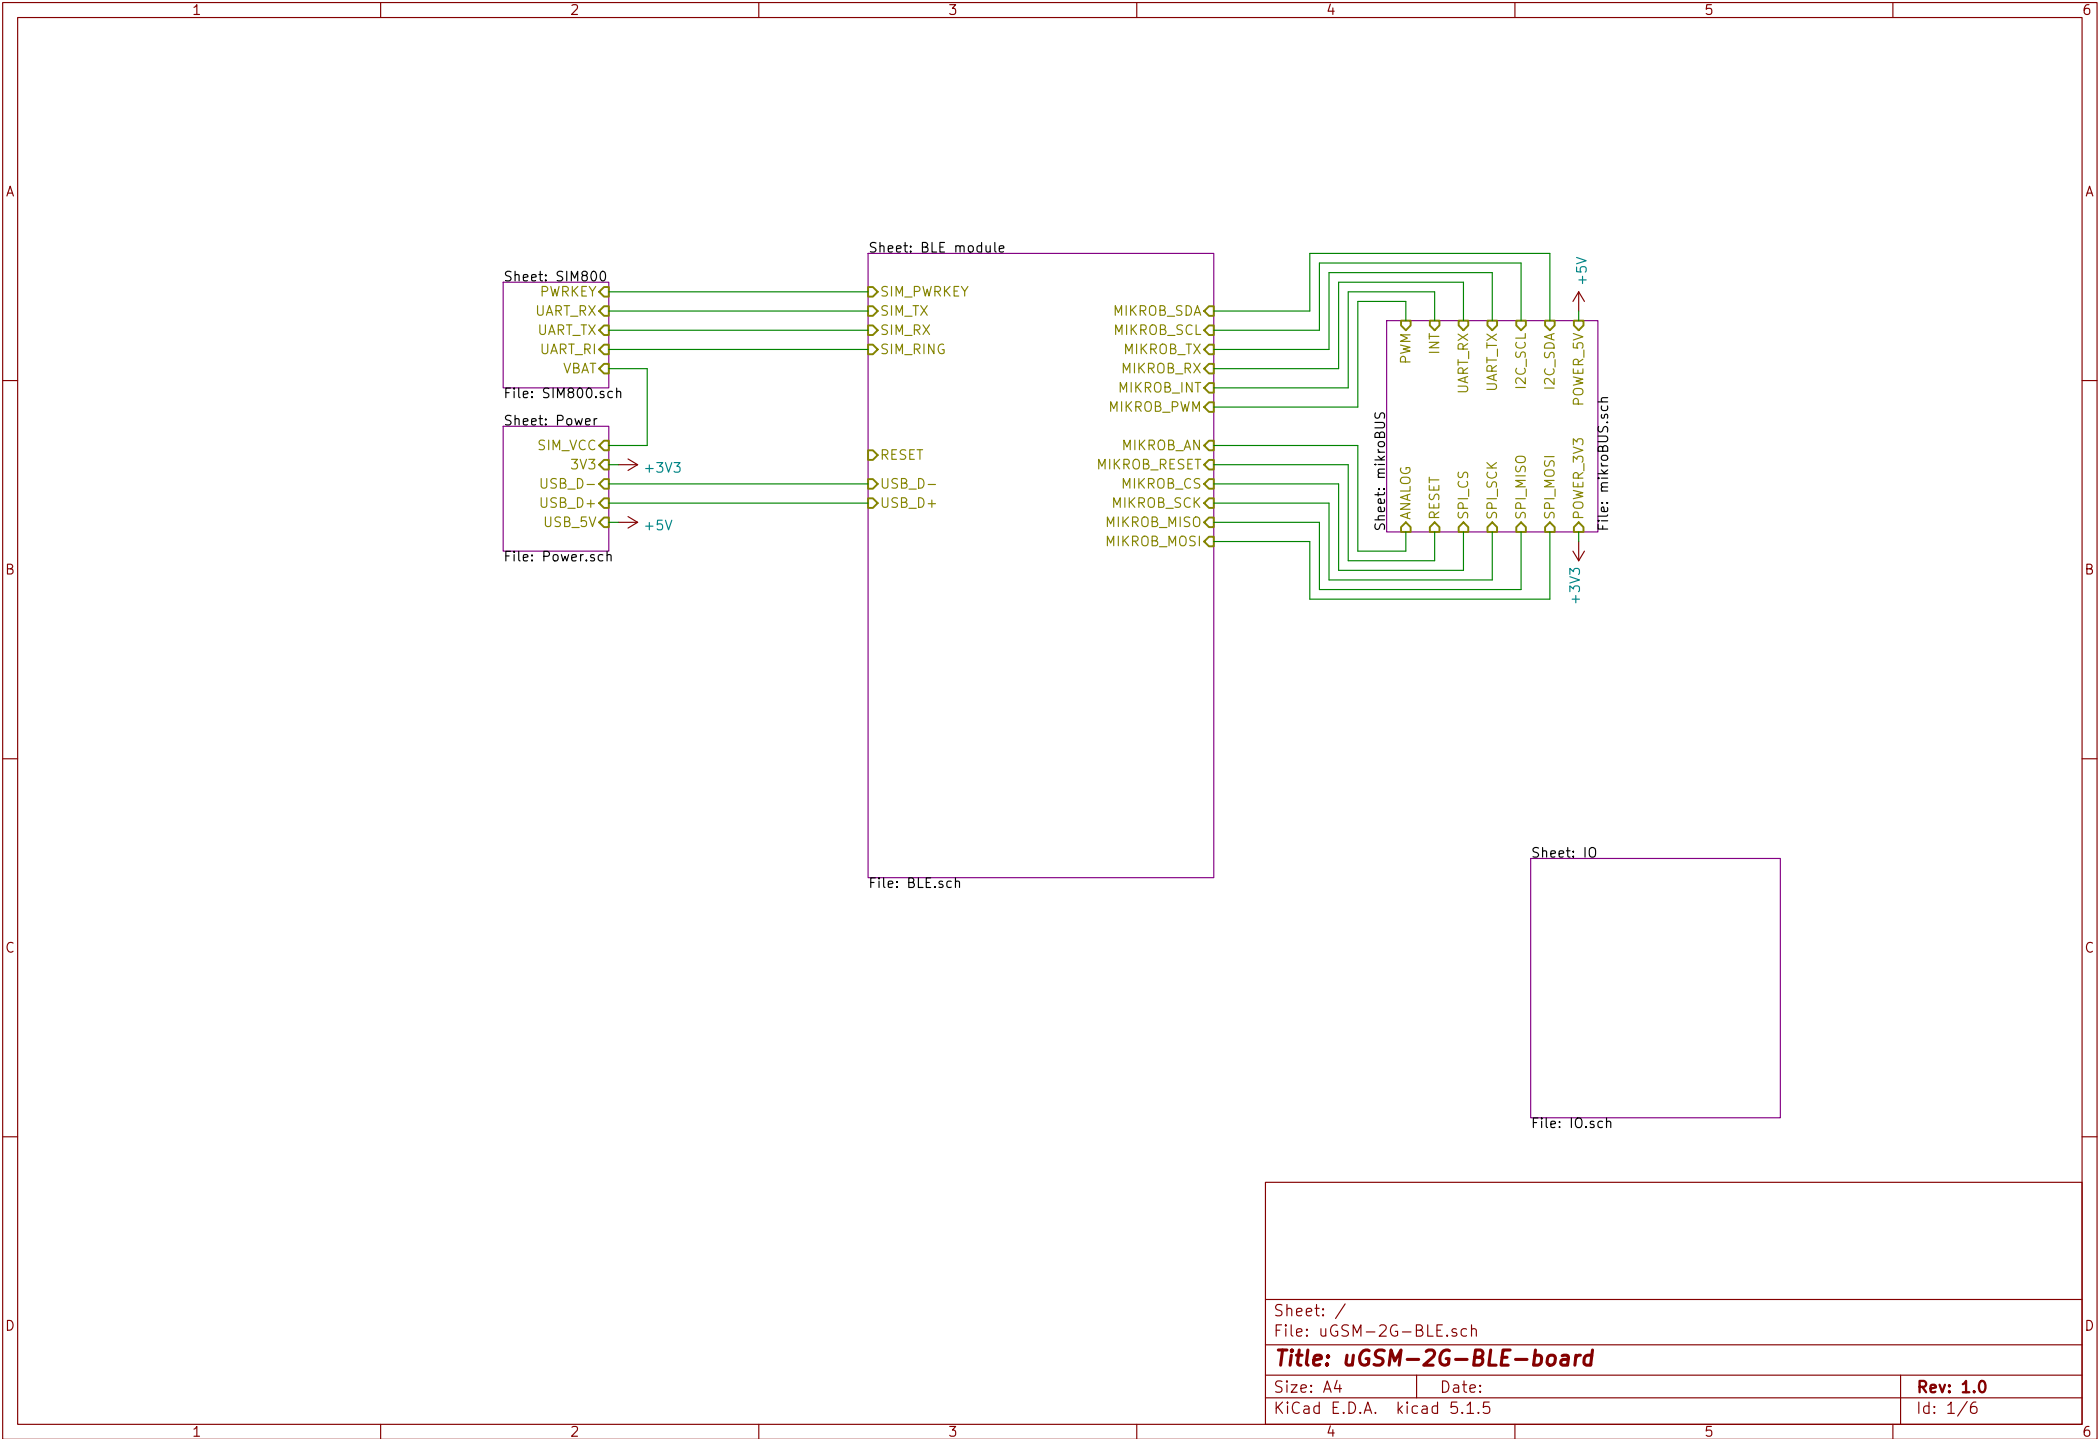 1 2 3 4 5 6
A A
B B
C C
D D
Sheet: SIM800
PWRKEY
UART_RX
UART_TX
UART_RI
VBAT
File: SIM800.sch
Sheet: Power
SIM_VCC
3V3
+3V3
USB_D-
USB_D+
USB_5V
+5V
File: Power.sch
Sheet: BLE module
SIM_PWRKEY
SIM_TX
SIM_RX
SIM_RING
RESET
USB_D-
USB_D+
MIKROB_SDA
MIKROB_SCL
MIKROB_TX
MIKROB_RX
MIKROB_INT
MIKROB_PWM
MIKROB_AN
MIKROB_RESET
MIKROB_CS
MIKROB_SCK
MIKROB_MISO
MIKROB_MOSI
File: BLE.sch
Sheet: mikroBUS
PWM
INT
UART_RX
UART_TX
I2C_SCL
I2C_SDA
POWER_5V
+5V
ANALOG
RESET
SPI_CS
SPI_SCK
SPI_MISO
SPI_MOSI
POWER_3V3
+3V3
File: mikroBUS.sch
Sheet: IO
File: IO.sch
Sheet: /
File: uGSM-2G-BLE.sch
Title: uGSM-2G-BLE-board
Size: A4 Date: Rev: 1.0
KiCad E.D.A. kicad 5.1.5 Id: 1/6
1 2 3 4 5 6